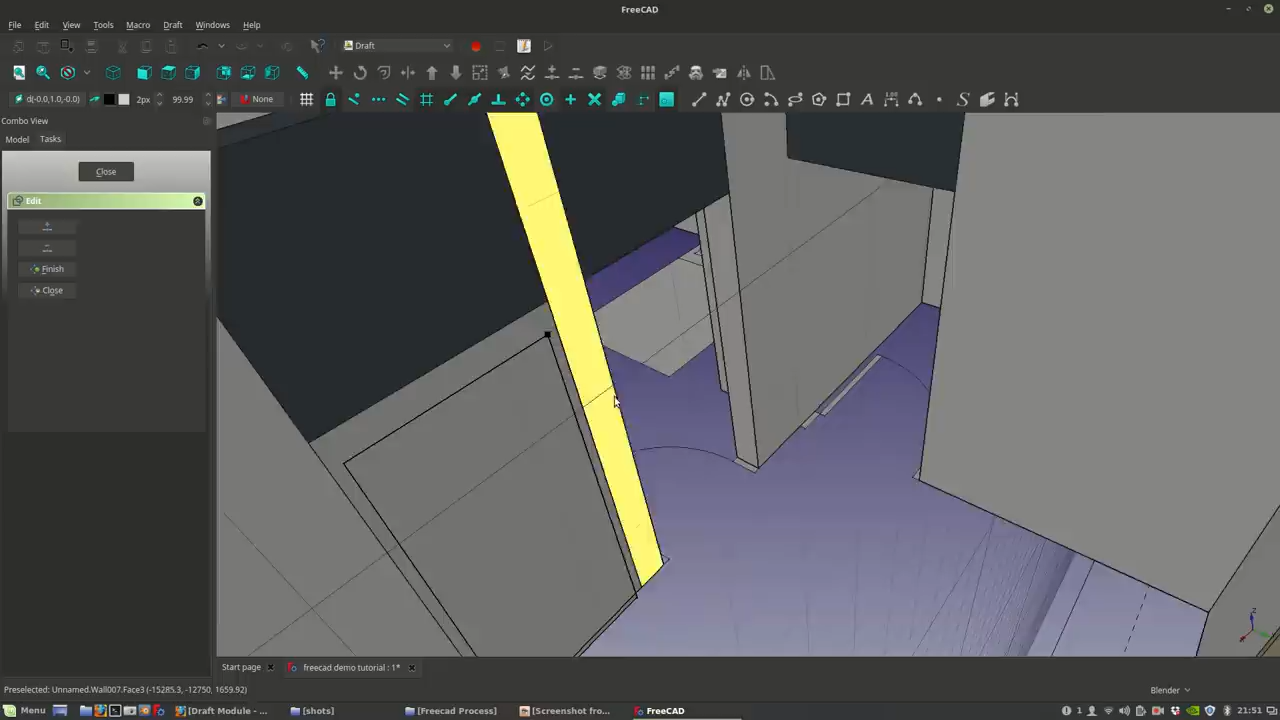 FreeCAD
File Edit View Tools Macro Draft Windows Help
Draft
d(-0.0,1.0,-0.0) 2px 99.99 None
Combo View
Model Tasks
Close
Edit
Finish
Close
Start page freecad demo tutorial : 1*
Preselected: Unnamed.Wall007.Face3 (-15285.3, -12750, 1659.92) Blender
Menu [Draft Module - ... [shots] [Freecad Process] [Screenshot fro... FreeCAD 1 21:51